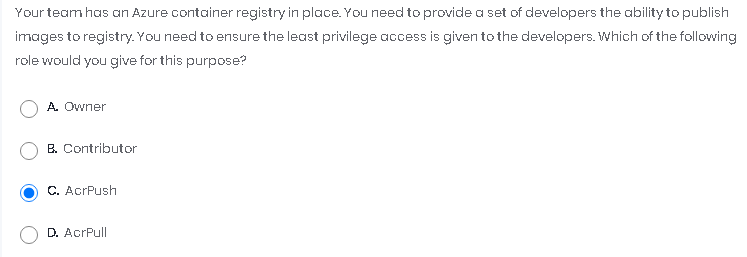 Your team has an Azure container registry in place. You need to provide a set of developers the ability to publish
images to registry. You need to ensure the least privilege access is given to the developers. Which of the following
role would you give for this purpose?
A. Owner
B. Contributor
C. AcrPush
D. AcrPull